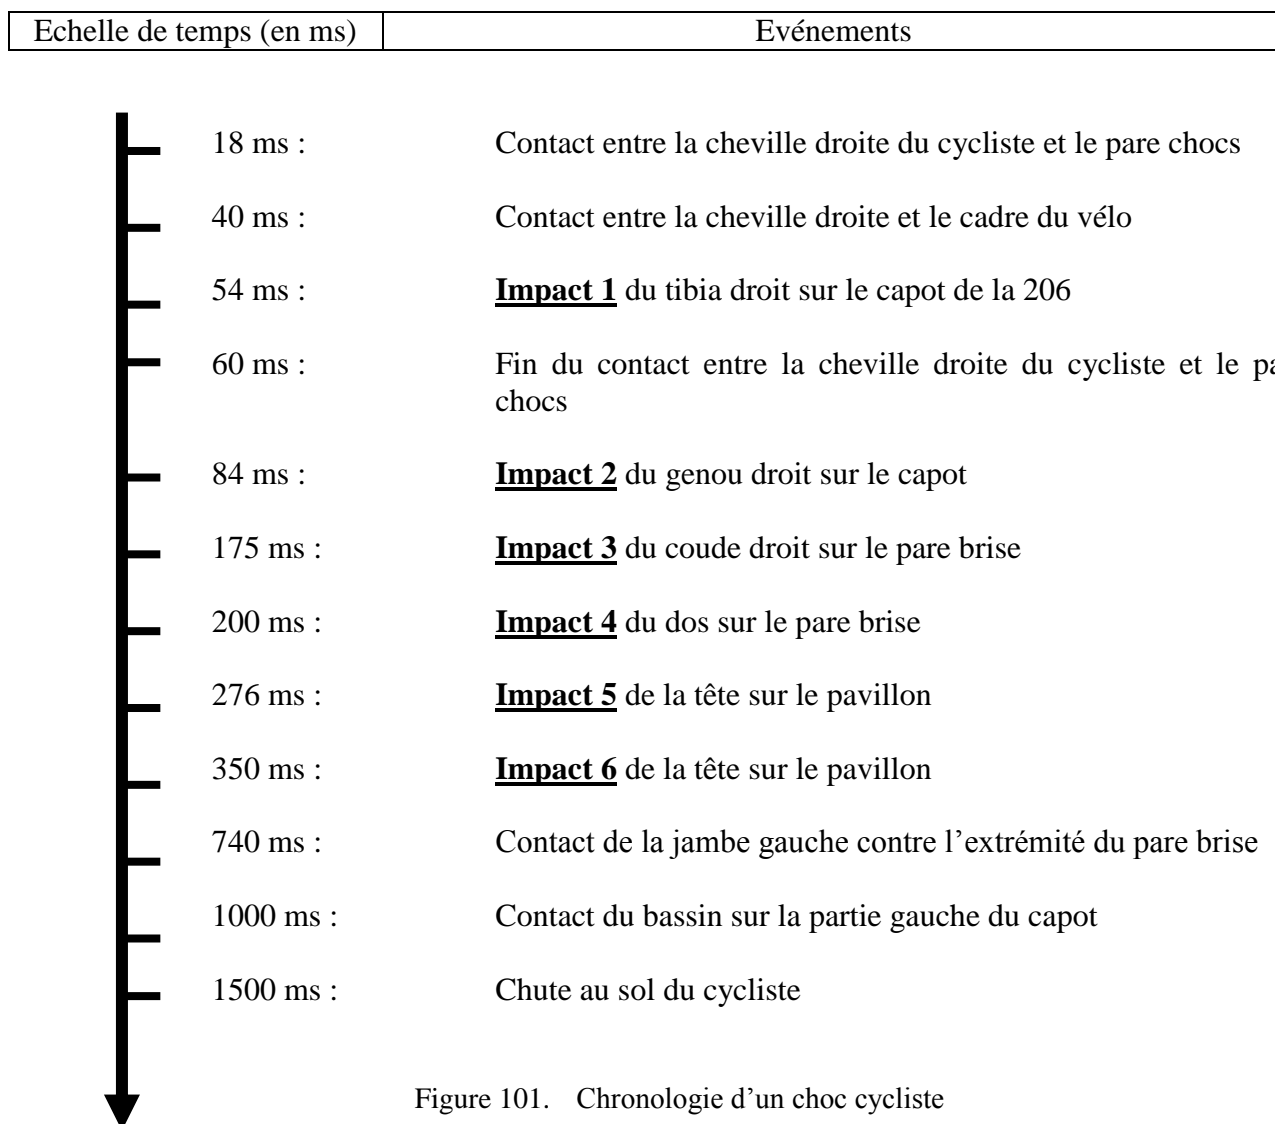 Echelle de temps (en ms) Evénements
18 ms : Contact entre la cheville droite du cycliste et le pare chocs
40 ms : Contact entre la cheville droite et le cadre du vélo
54 ms : Impact 1 du tibia droit sur le capot de la 206
60 ms : Fin du contact entre la cheville droite du cycliste et le pa
chocs
84 ms : Impact 2 du genou droit sur le capot
175 ms : Impact 3 du coude droit sur le pare brise
200 ms : Impact 4 du dos sur le pare brise
276 ms : Impact 5 de la tête sur le pavillon
350 ms : Impact 6 de la tête sur le pavillon
740 ms : Contact de la jambe gauche contre l’extrémité du pare brise
1000 ms : Contact du bassin sur la partie gauche du capot
1500 ms : Chute au sol du cycliste
Figure 101. Chronologie d’un choc cycliste